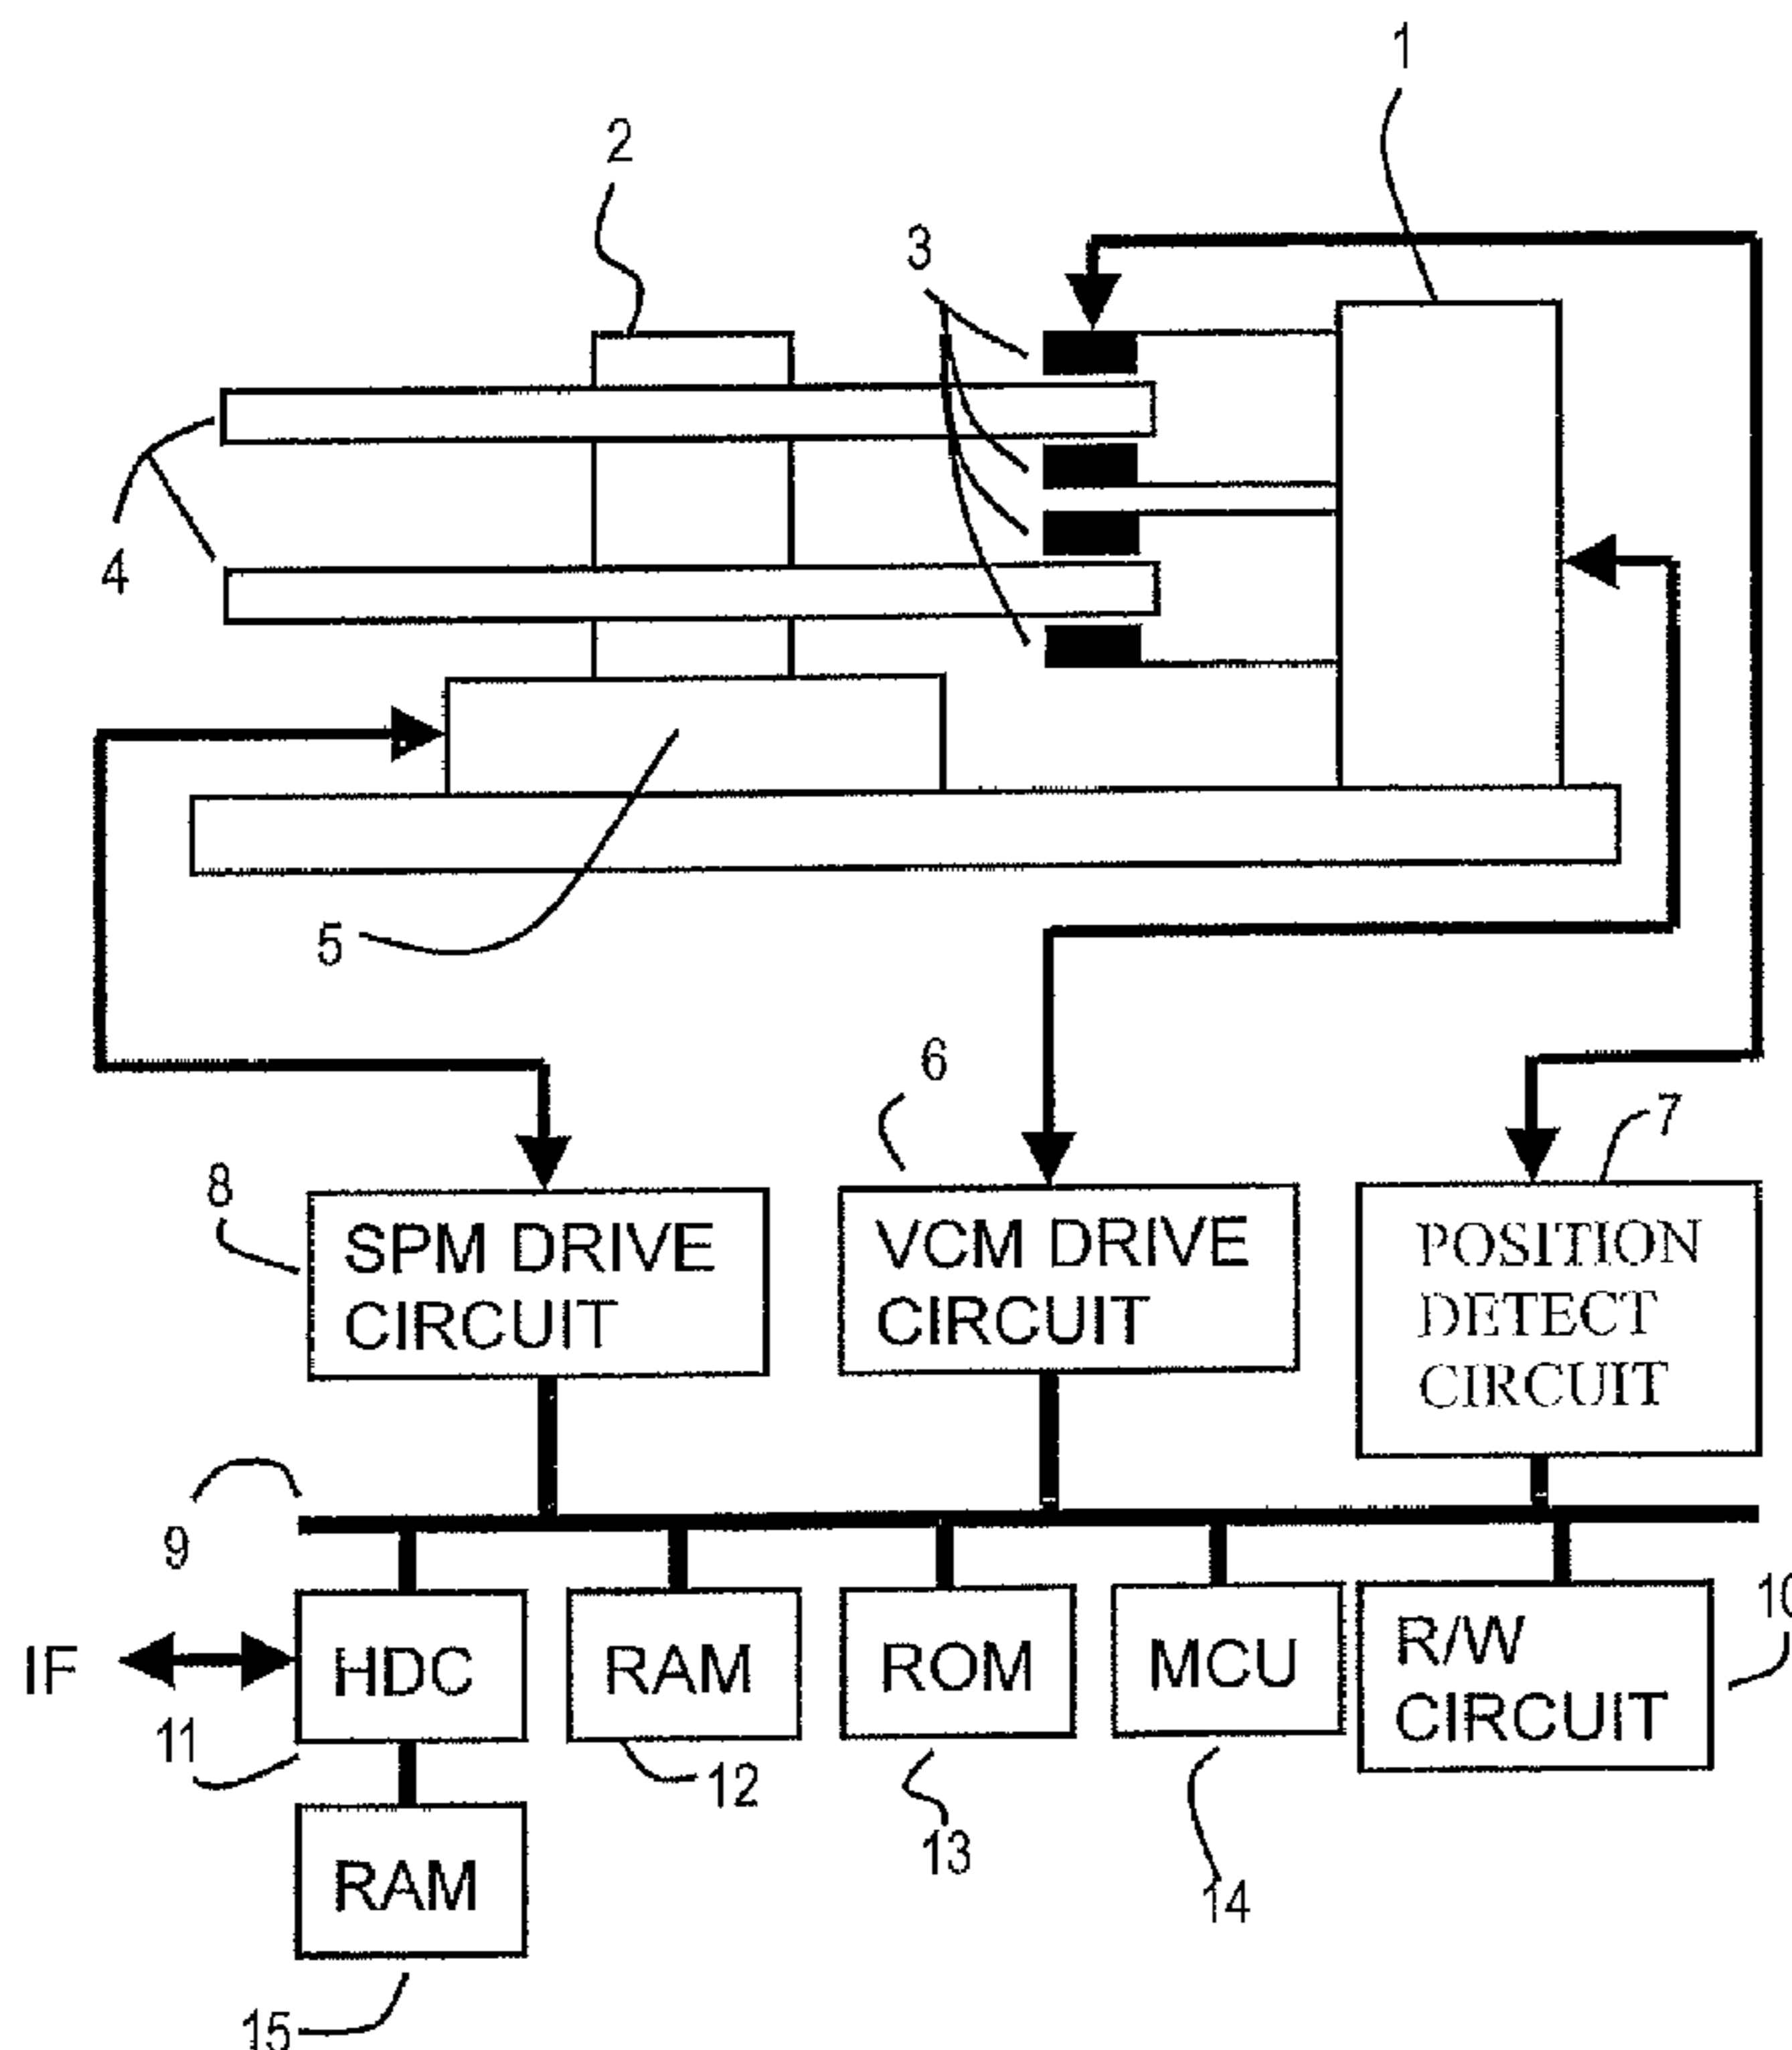 1
2
3
4
5
6
7
8
SPM DRIVE
CIRCUIT
VCM DRIVE
CIRCUIT
POSITION
DETECT
CIRCUIT
9
10
IF
HDC
RAM
ROM
MCU
R/W
CIRCUIT
11
12
13
14
RAM
15